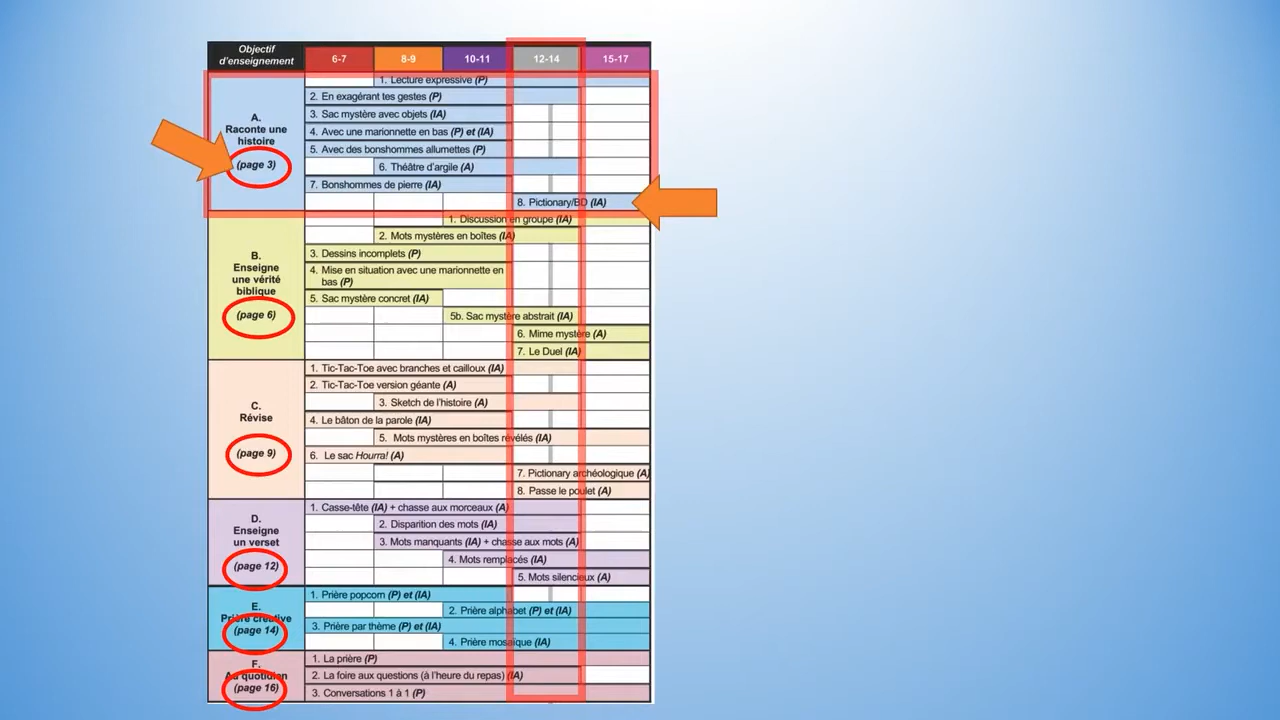 Objectif
d'enseignement
6-7
8-9
10-11
12-14
15-17
A.
Raconte une
histoire
(page 3)
1. Lecture expressive (P)
2. En exagérant tes gestes (P)
3. Sac mystère avec objets (IA)
4. Avec une marionnette en bas (P) et (IA)
5. Avec des bonshommes allumettes (P)
6. Théâtre d'argile (A)
7. Bonshommes de pierre (IA)
8. Pictionary/BD (IA)
B.
Enseigne
une vérité
biblique
(page 6)
1. Discussion en groupe (IA)
2. Mots mystères en boîtes (IA)
3. Dessins incomplets (P)
4. Mise en situation avec une marionnette en
bas (P)
5. Sac mystère concret (IA)
5b. Sac mystère abstrait (IA)
6. Mime mystère (A)
7. Le Duel (IA)
C.
Révise
(page 9)
1. Tic-Tac-Toe avec branches et cailloux (IA)
2. Tic-Tac-Toe version géante (A)
3. Sketch de l'histoire (A)
4. Le bâton de la parole (IA)
5. Mots mystères en boîtes révélés (IA)
6. Le sac Hourra! (A)
7. Pictionary archéologique (A)
8. Passe le poulet (A)
D.
Enseigne
un verset
(page 12)
1. Casse-tête (IA) + chasse aux morceaux (A)
2. Disparition des mots (IA)
3. Mots manquants (IA) + chasse aux mots (A)
4. Mots remplacés (IA)
5. Mots silencieux (A)
E.
Prière créative
(page 14)
1. Prière popcorn (P) et (IA)
2. Prière alphabet (P) et (IA)
3. Prière par thème (P) et (IA)
4. Prière mosaïque (IA)
F.
Au quotidien
(page 16)
1. La prière (P)
2. La foire aux questions (à l'heure du repas) (IA)
3. Conversations 1 à 1 (P)